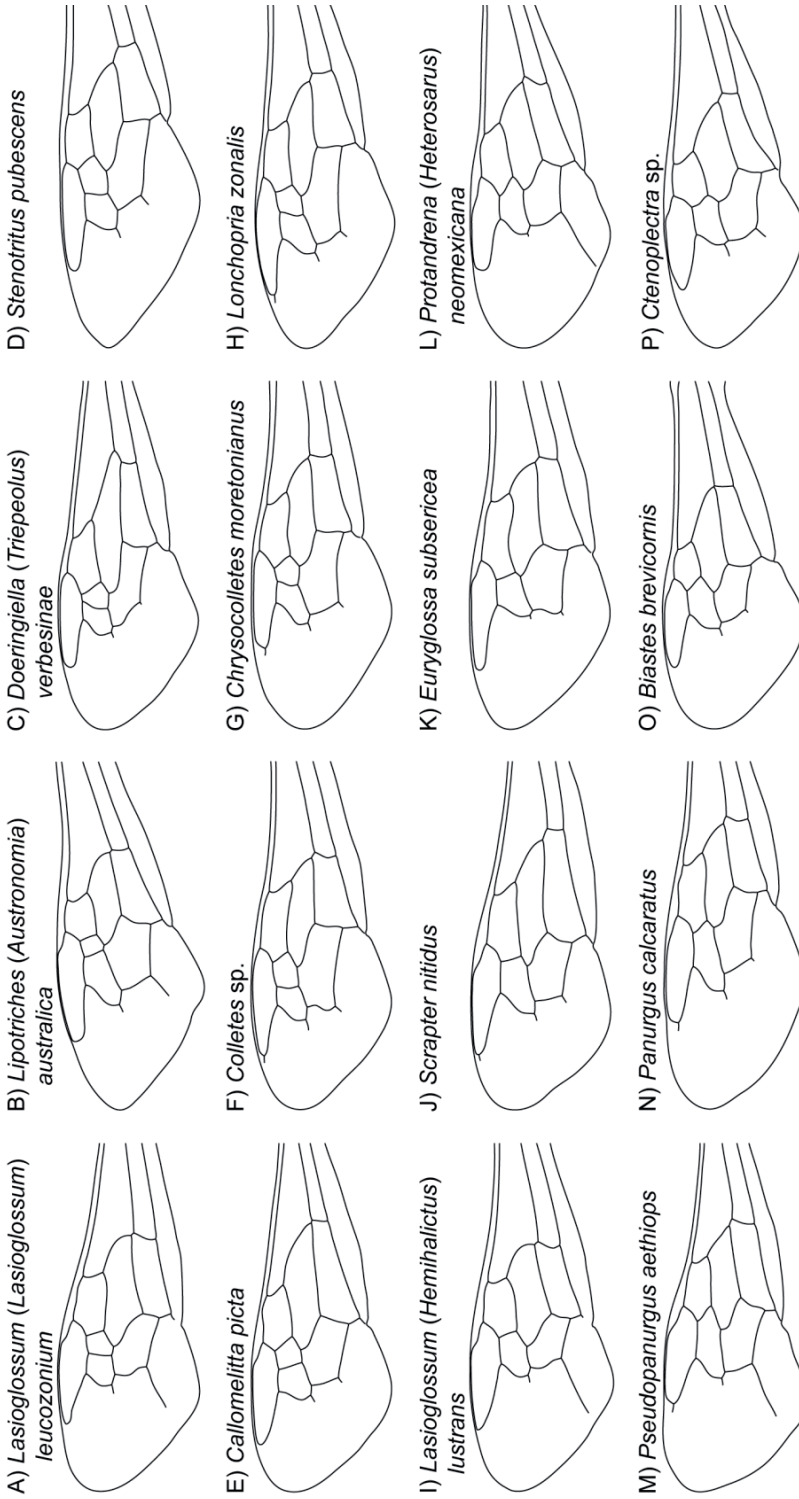 A) Lasioglossum (Lasioglossum)
leucozonium
B) Lipotriches (Austronomia)
australica
C) Doeringiella (Triepeolus)
verbesinae
D) Stenotritus pubescens
E) Callomelitta picta
F) Colletes sp.
G) Chrysocolletes moretonianus
H) Lonchopria zonalis
I) Lasioglossum (Hemihalictus)
lustrans
J) Scrapter nitidus
K) Euryglossa subsericea
L) Protandrena (Heterosarus)
neomexicana
M) Pseudopanurgus aethiops
N) Panurgus calcaratus
O) Biastes brevicornis
P) Ctenoplectra sp.